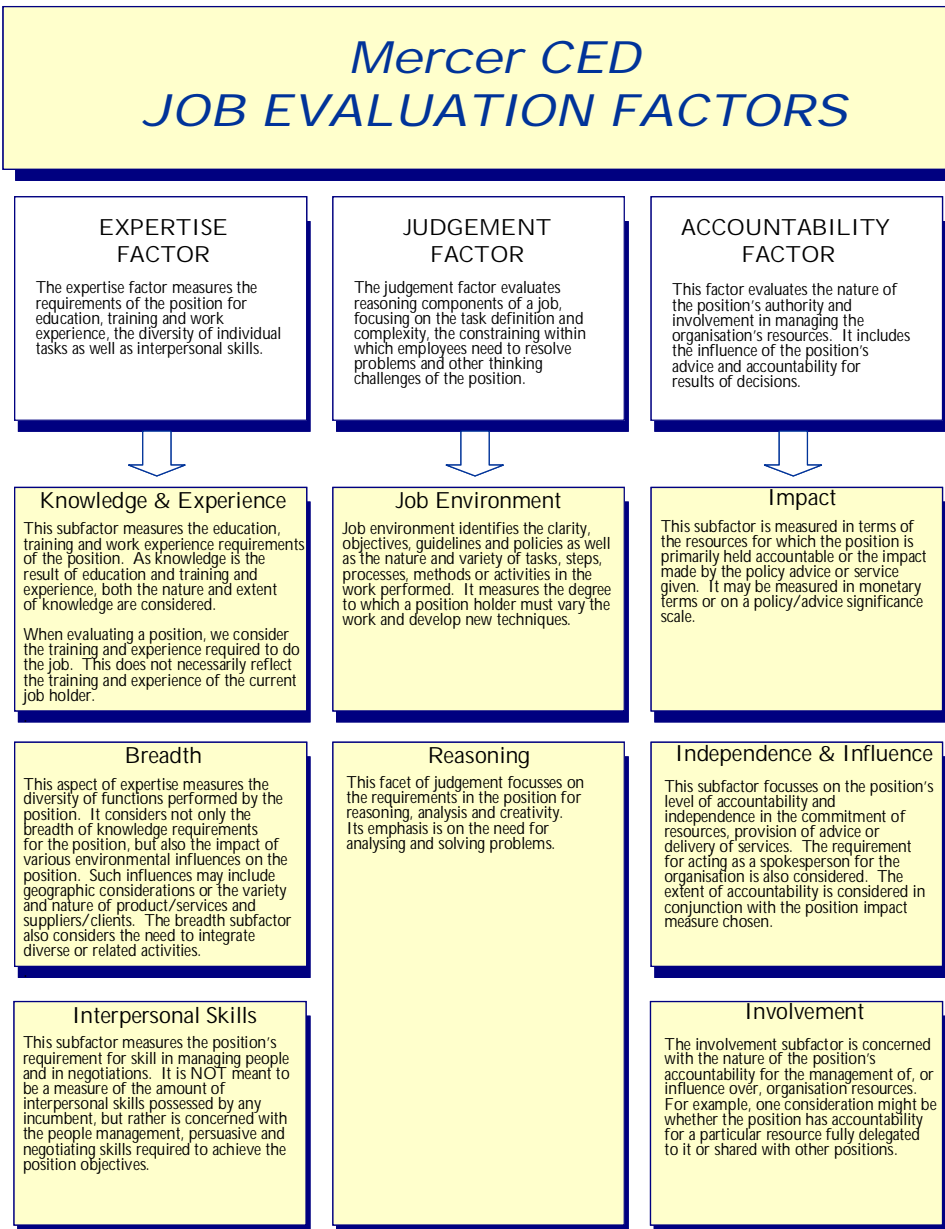 Mercer CED
JOB EVALUATION FACTORS
EXPERTISE
FACTOR
The expertise factor measures the
requirements of the position for
education, training and work
experience, the diversity of individual
tasks as well as interpersonal skills.
JUDGEMENT
FACTOR
The judgement factor evaluates
reasoning components of a job,
focusing on the task definition and
complexity, the constraining within
which employees need to resolve
problems and other thinking
challenges of the position.
ACCOUNTABILITY
FACTOR
This factor evaluates the nature of
the position's authority and
involvement in managing the
organisation's resources. It includes
the influence of the position's
advice and accountability for
results of decisions.
Knowledge & Experience
This subfactor measures the education,
training and work experience requirements
of the position. As knowledge is the
result of education and training and
experience, both the nature and extent
of knowledge are considered.
When evaluating a position, we consider
the training and experience required to do
the job. This does not necessarily reflect
the training and experience of the current
job holder.
Job Environment
Job environment identifies the clarity,
objectives, guidelines and policies as well
as the nature and variety of tasks, steps,
processes, methods or activities in the
work performed. It measures the degree
to which a position holder must vary the
work and develop new techniques.
Impact
This subfactor is measured in terms of
the resources for which the position is
primarily held accountable or the impact
made by the policy advice or service
given. It may be measured in monetary
terms or on a policy/advice significance
scale.
Breadth
This aspect of expertise measures the
diversity of functions performed by the
position. It considers not only the
breadth of knowledge requirements
for the position, but also the impact of
various environmental influences on the
position. Such influences may include
geographic considerations or the variety
and nature of product/services and
suppliers/clients. The breadth subfactor
also considers the need to integrate
diverse or related activities.
Reasoning
This facet of judgement focusses on
the requirements in the position for
reasoning, analysis and creativity.
Its emphasis is on the need for
analysing and solving problems.
Independence & Influence
This subfactor focusses on the position's
level of accountability and
independence in the commitment of
resources, provision of advice or
delivery of services. The requirement
for acting as a spokesperson for the
organisation is also considered. The
extent of accountability is considered in
conjunction with the position impact
measure chosen.
Interpersonal Skills
This subfactor measures the position's
requirement for skill in managing people
and in negotiations. It is NOT meant to
be a measure of the amount of
interpersonal skills possessed by any
incumbent, but rather is concerned with
the people management, persuasive and
negotiating skills required to achieve the
position objectives.
Involvement
The involvement subfactor is concerned
with the nature of the position's
accountability for the management of, or
influence over, organisation resources.
For example, one consideration might be
whether the position has accountability
for a particular resource fully delegated
to it or shared with other positions.